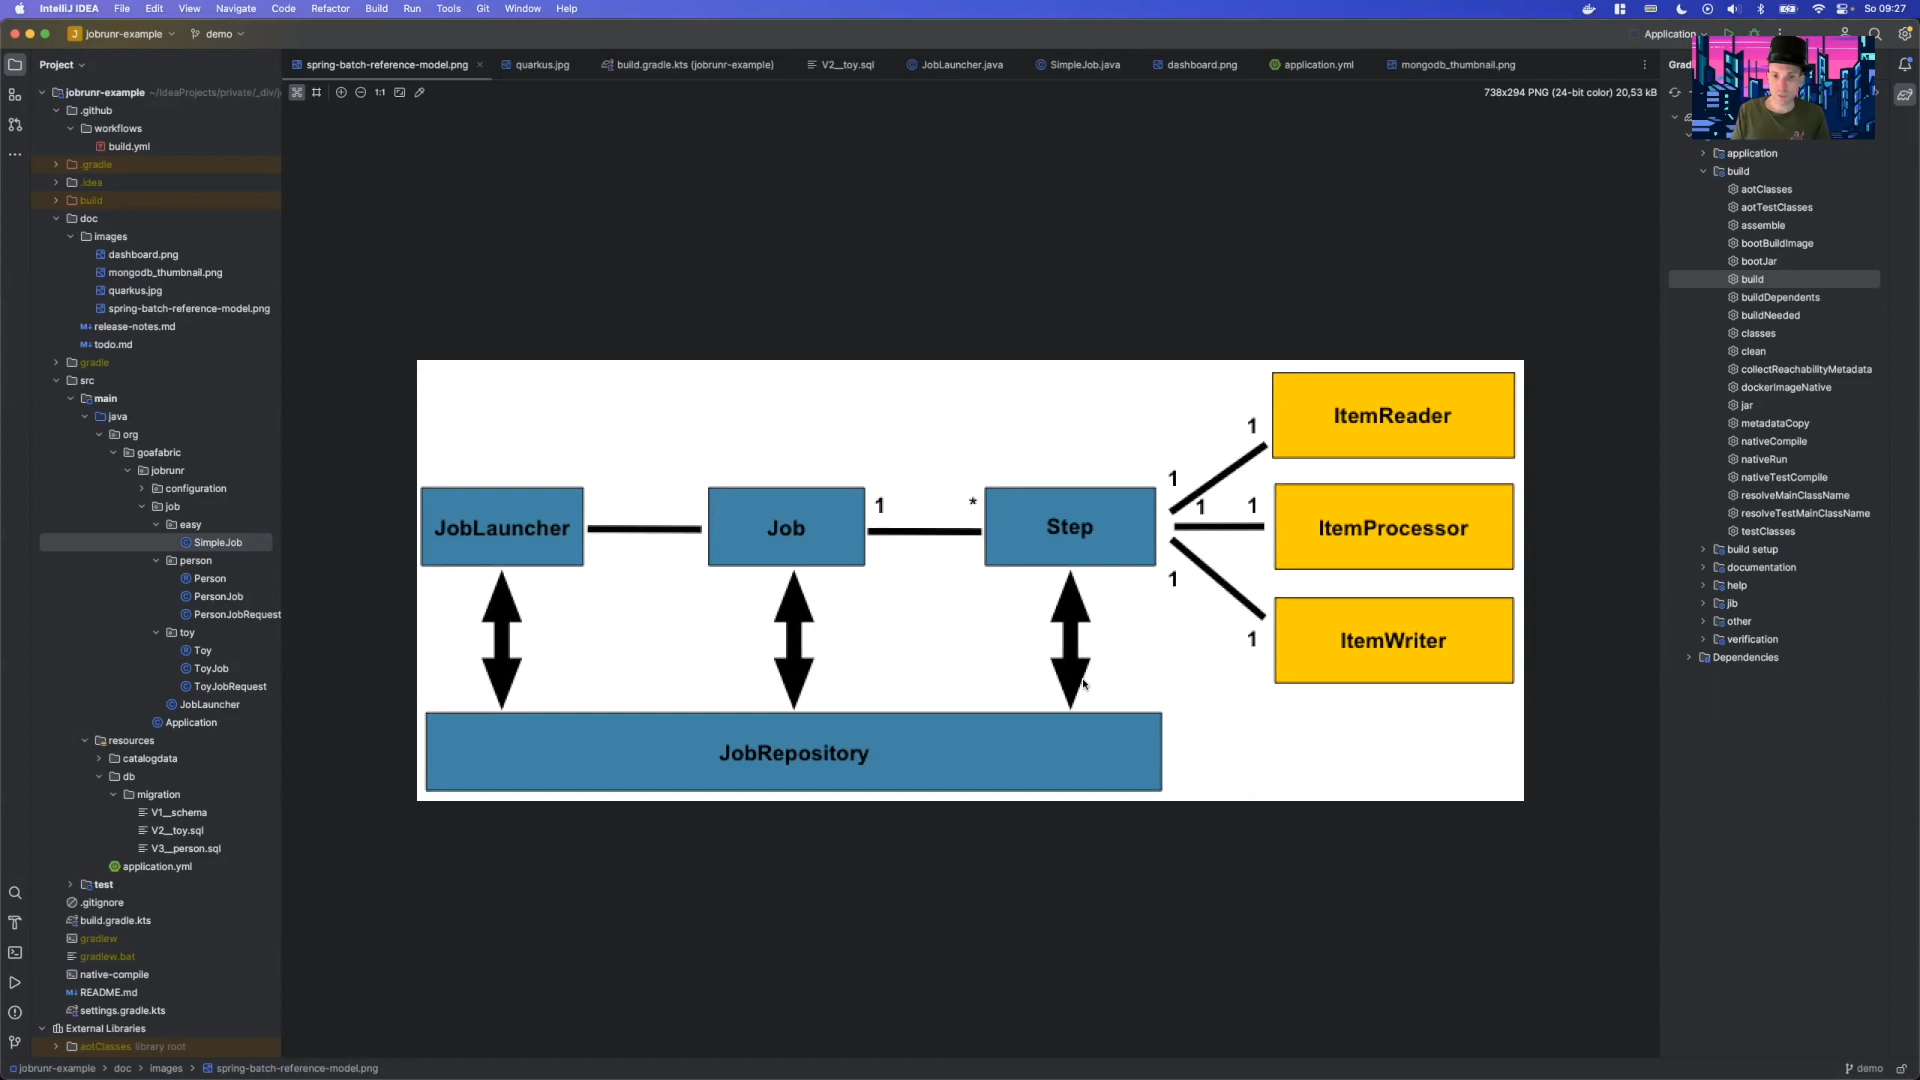 IntelliJ IDEA File Edit View Navigate Code Refactor Build Run Tools Git Window Help So 09:27
J jobrunr-example demo Application
Project
spring-batch-reference-model.png quarkus.jpg build.gradle.kts (jobrunr-example) V2__toy.sql JobLauncher.java SimpleJob.java dashboard.png application.yml mongodb_thumbnail.png
1:1 738x294 PNG (24-bit color) 20,53 kB
jobrunr-example ~/IdeaProjects/private/_div/
.github
workflows
build.yml
.gradle
.idea
build
doc
images
dashboard.png
mongodb_thumbnail.png
quarkus.jpg
spring-batch-reference-model.png
release-notes.md
todo.md
gradle
src
main
java
org
goafabric
jobrunr
configuration
job
easy
SimpleJob
person
Person
PersonJob
PersonJobRequest
toy
Toy
ToyJob
ToyJobRequest
JobLauncher
Application
resources
catalogdata
db
migration
V1__schema
V2__toy.sql
V3__person.sql
application.yml
test
.gitignore
build.gradle.kts
gradlew
gradlew.bat
native-compile
README.md
settings.gradle.kts
External Libraries
aotClasses library root
ItemReader
1
1
JobLauncher
Job
1
*
Step
1
1
ItemProcessor
1
1
ItemWriter
JobRepository
Gradl
application
build
aotClasses
aotTestClasses
assemble
bootBuildImage
bootJar
build
buildDependents
buildNeeded
classes
clean
collectReachabilityMetadata
dockerImageNative
jar
metadataCopy
nativeCompile
nativeRun
nativeTestCompile
resolveMainClassName
resolveTestMainClassName
testClasses
build setup
documentation
help
jib
other
verification
Dependencies
jobrunr-example > doc > images > spring-batch-reference-model.png demo